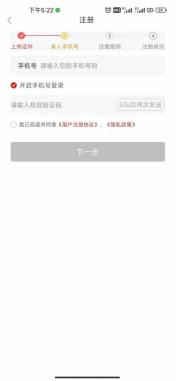 下午5:22
注册
1 2 3 4
上传证件 录入手机号 设置密码 注册成功
手机号 请输入您的手机号码
开启手机号登录
请输入短信验证码 50s后再次发送
我已阅读并同意《用户注册协议》、《隐私政策》
下一步